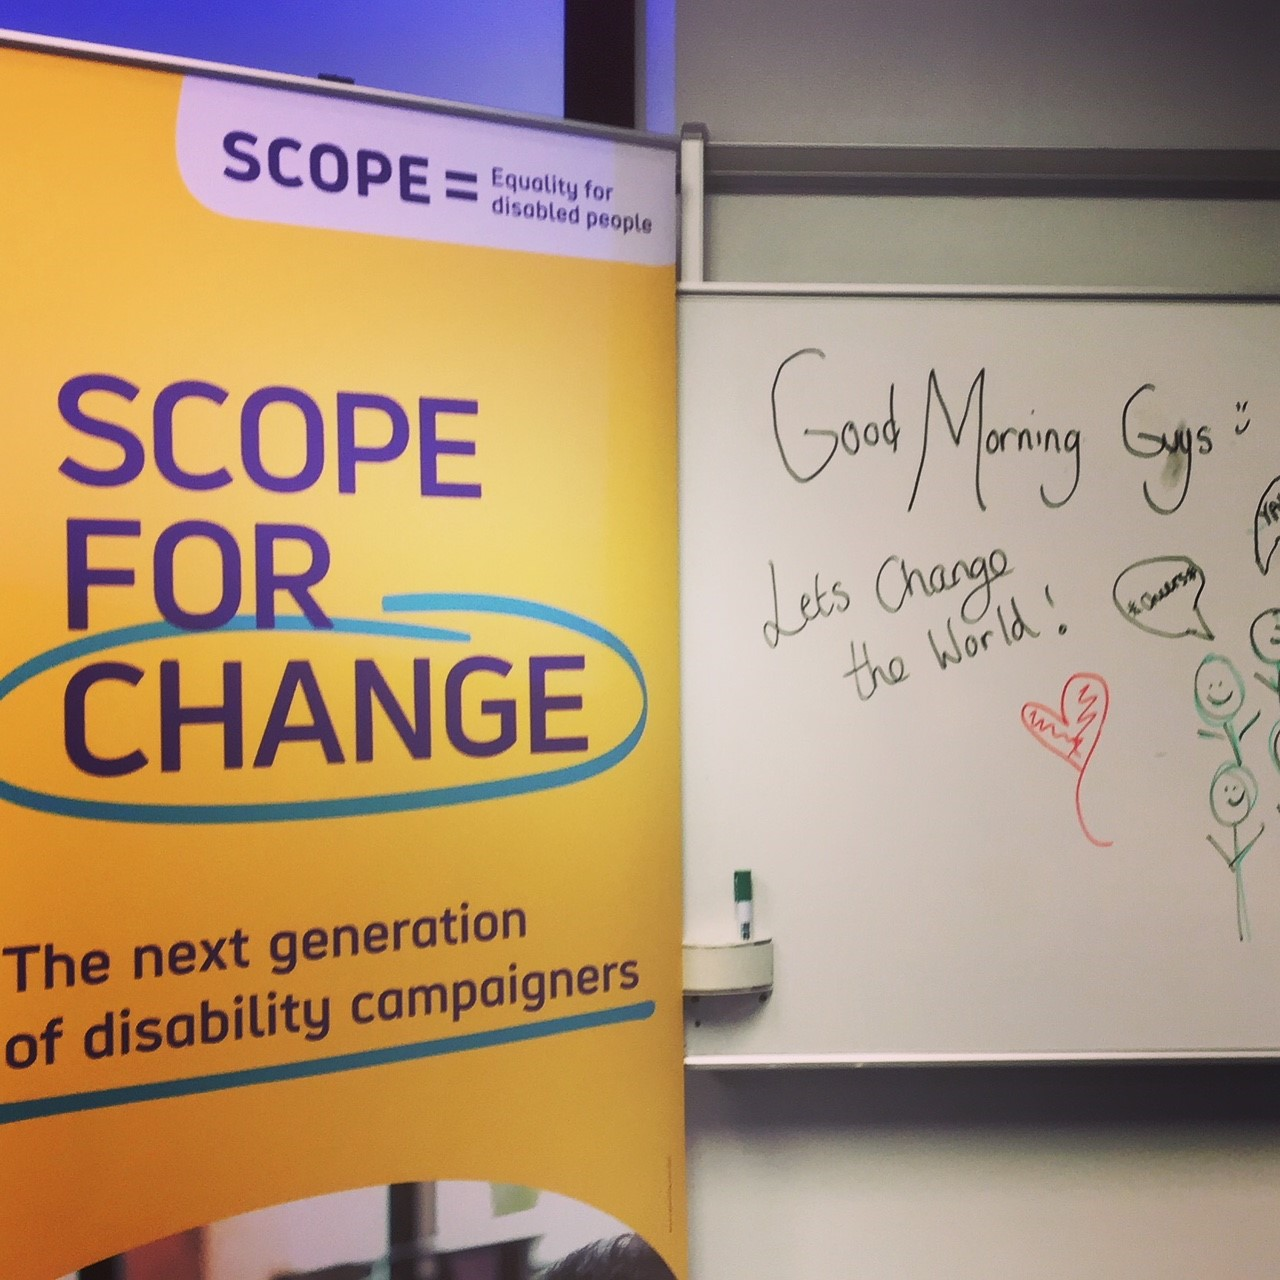 SCOPE = Equality for
disabled people
SCOPE
FOR
CHANGE
The next generation
of disability campaigners
Good Morning Guys
Lets Change
the World!
*Cheers*